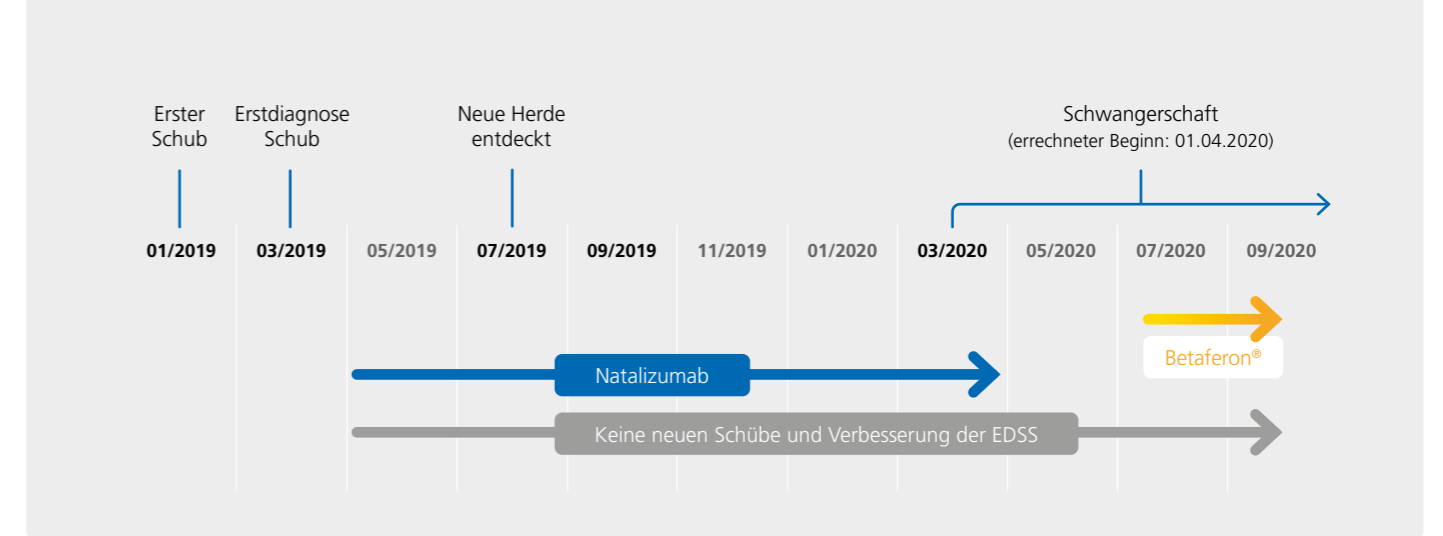 Erster
Schub
Erstdiagnose
Schub
Neue Herde
entdeckt
Schwangerschaft
(errechneter Beginn: 01.04.2020)
01/2019 03/2019 05/2019 07/2019 09/2019 11/2019 01/2020 03/2020 05/2020 07/2020 09/2020
Betaferon®
Natalizumab
Keine neuen Schübe und Verbesserung der EDSS